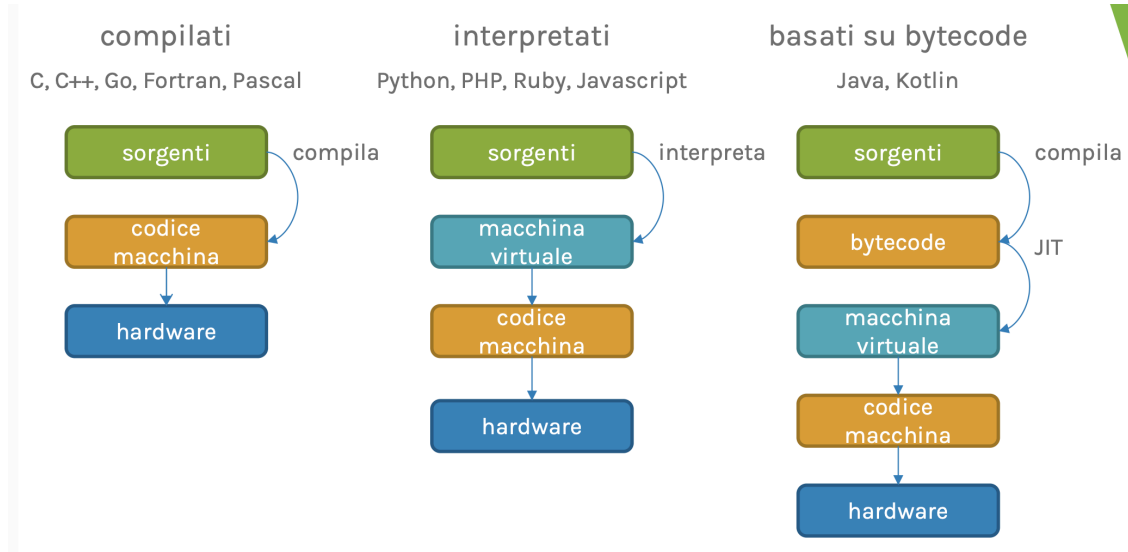 compilati
C, C++, Go, Fortran, Pascal
sorgenti
compila
codice
macchina
hardware
interpretati
Python, PHP, Ruby, Javascript
sorgenti
interpreta
macchina
virtuale
codice
macchina
hardware
basati su bytecode
Java, Kotlin
sorgenti
compila
bytecode
JIT
macchina
virtuale
codice
macchina
hardware